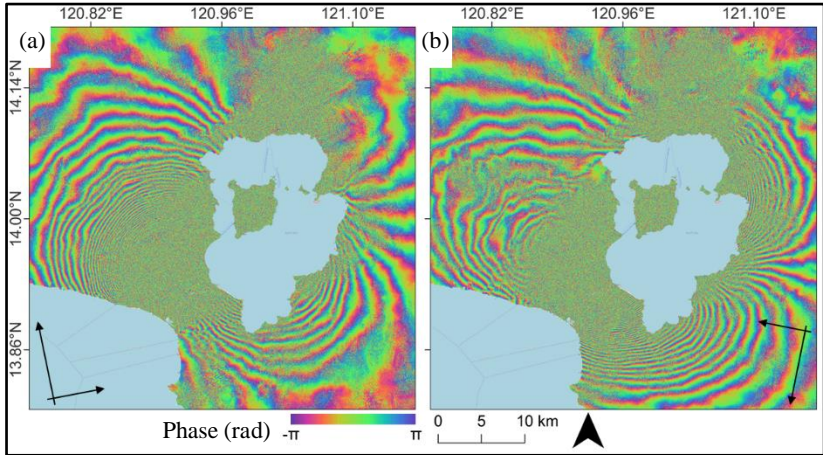 120.82°E 120.96°E 121.10°E 120.82°E 120.96°E 121.10°E
(a) (b)
14.14°N
14.00°N
13.86°N
Phase (rad) -π π 0 5 10 km